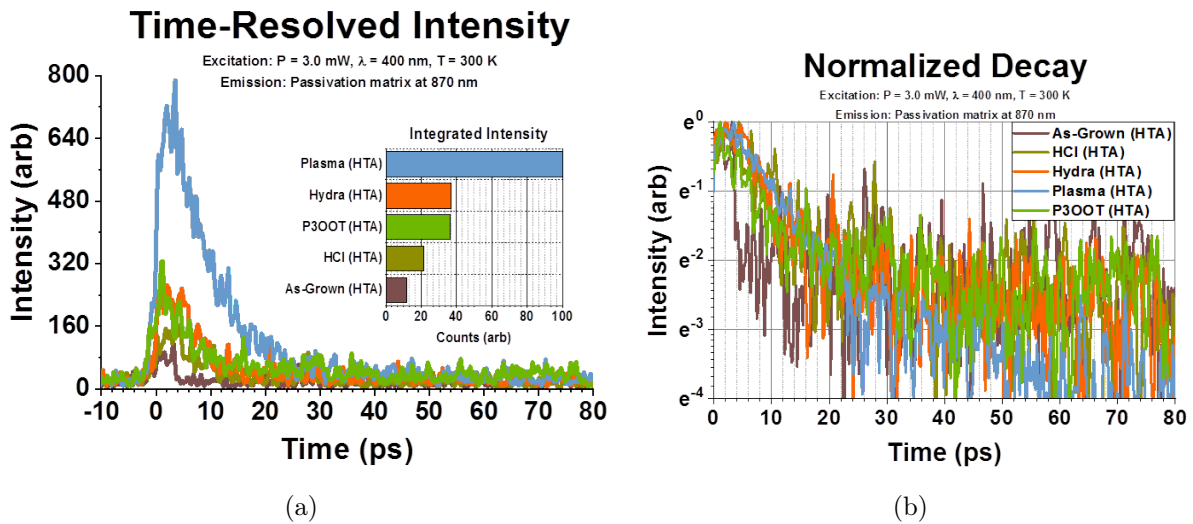 Time-Resolved Intensity
Excitation: P = 3.0 mW, λ = 400 nm, T = 300 K
Emission: Passivation matrix at 870 nm
Intensity (arb)
800
640
480
320
160
0
-10 0 10 20 30 40 50 60 70 80
Time (ps)
Integrated Intensity
Plasma (HTA)
Hydra (HTA)
P3OOT (HTA)
HCl (HTA)
As-Grown (HTA)
0 20 40 60 80 100
Counts (arb)
(a)
Normalized Decay
Excitation: P = 3.0 mW, λ = 400 nm, T = 300 K
Emission: Passivation matrix at 870 nm
Intensity (arb)
e^0
e^-1
e^-2
e^-3
e^-4
As-Grown (HTA)
HCl (HTA)
Hydra (HTA)
Plasma (HTA)
P3OOT (HTA)
0 10 20 30 40 50 60 70 80
Time (ps)
(b)